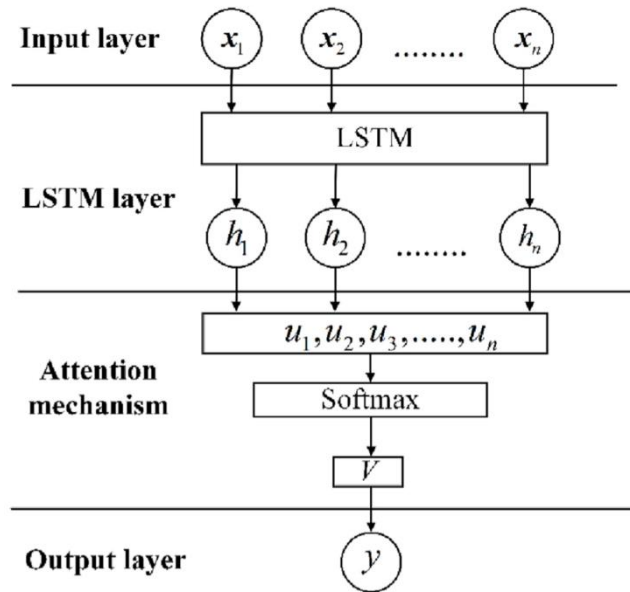 Input layer
x1 x2 ........ xn
LSTM
LSTM layer
h1 h2 ........ hn
u1,u2,u3,.....,un
Attention
mechanism
Softmax
V
Output layer
y